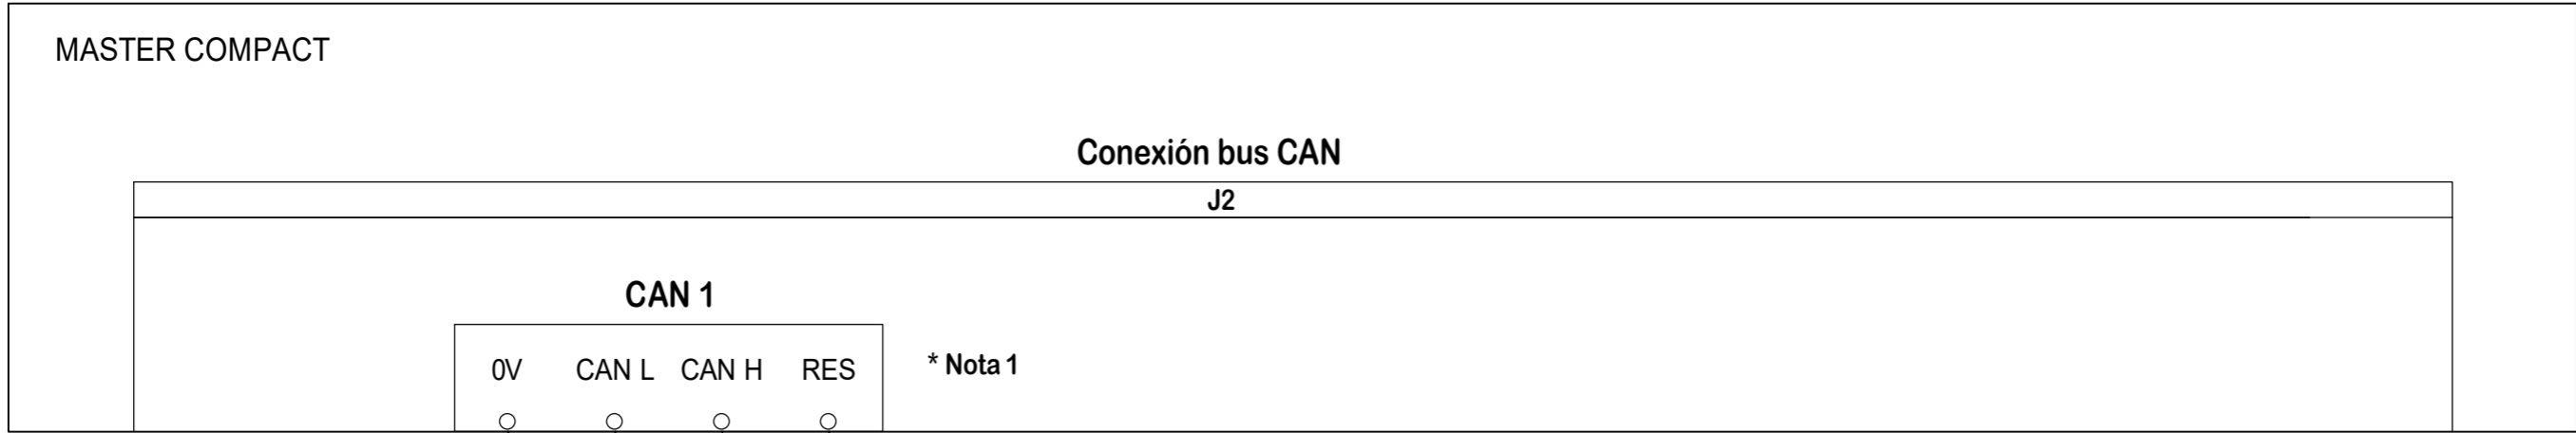 MASTER COMPACT
Conexión bus CAN
J2
CAN 1
0V CAN L CAN H RES
* Nota 1